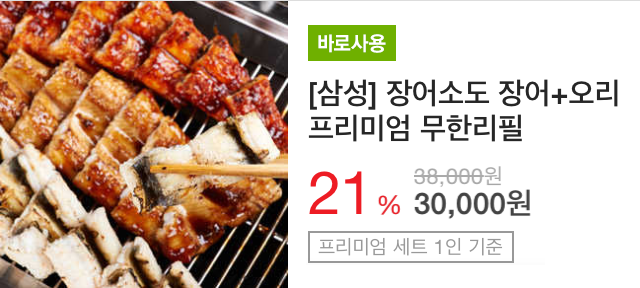 바로사용
[삼성] 장어소도 장어+오리
프리미엄 무한리필
38,000원
21 % 30,000원
프리미엄 세트 1인 기준